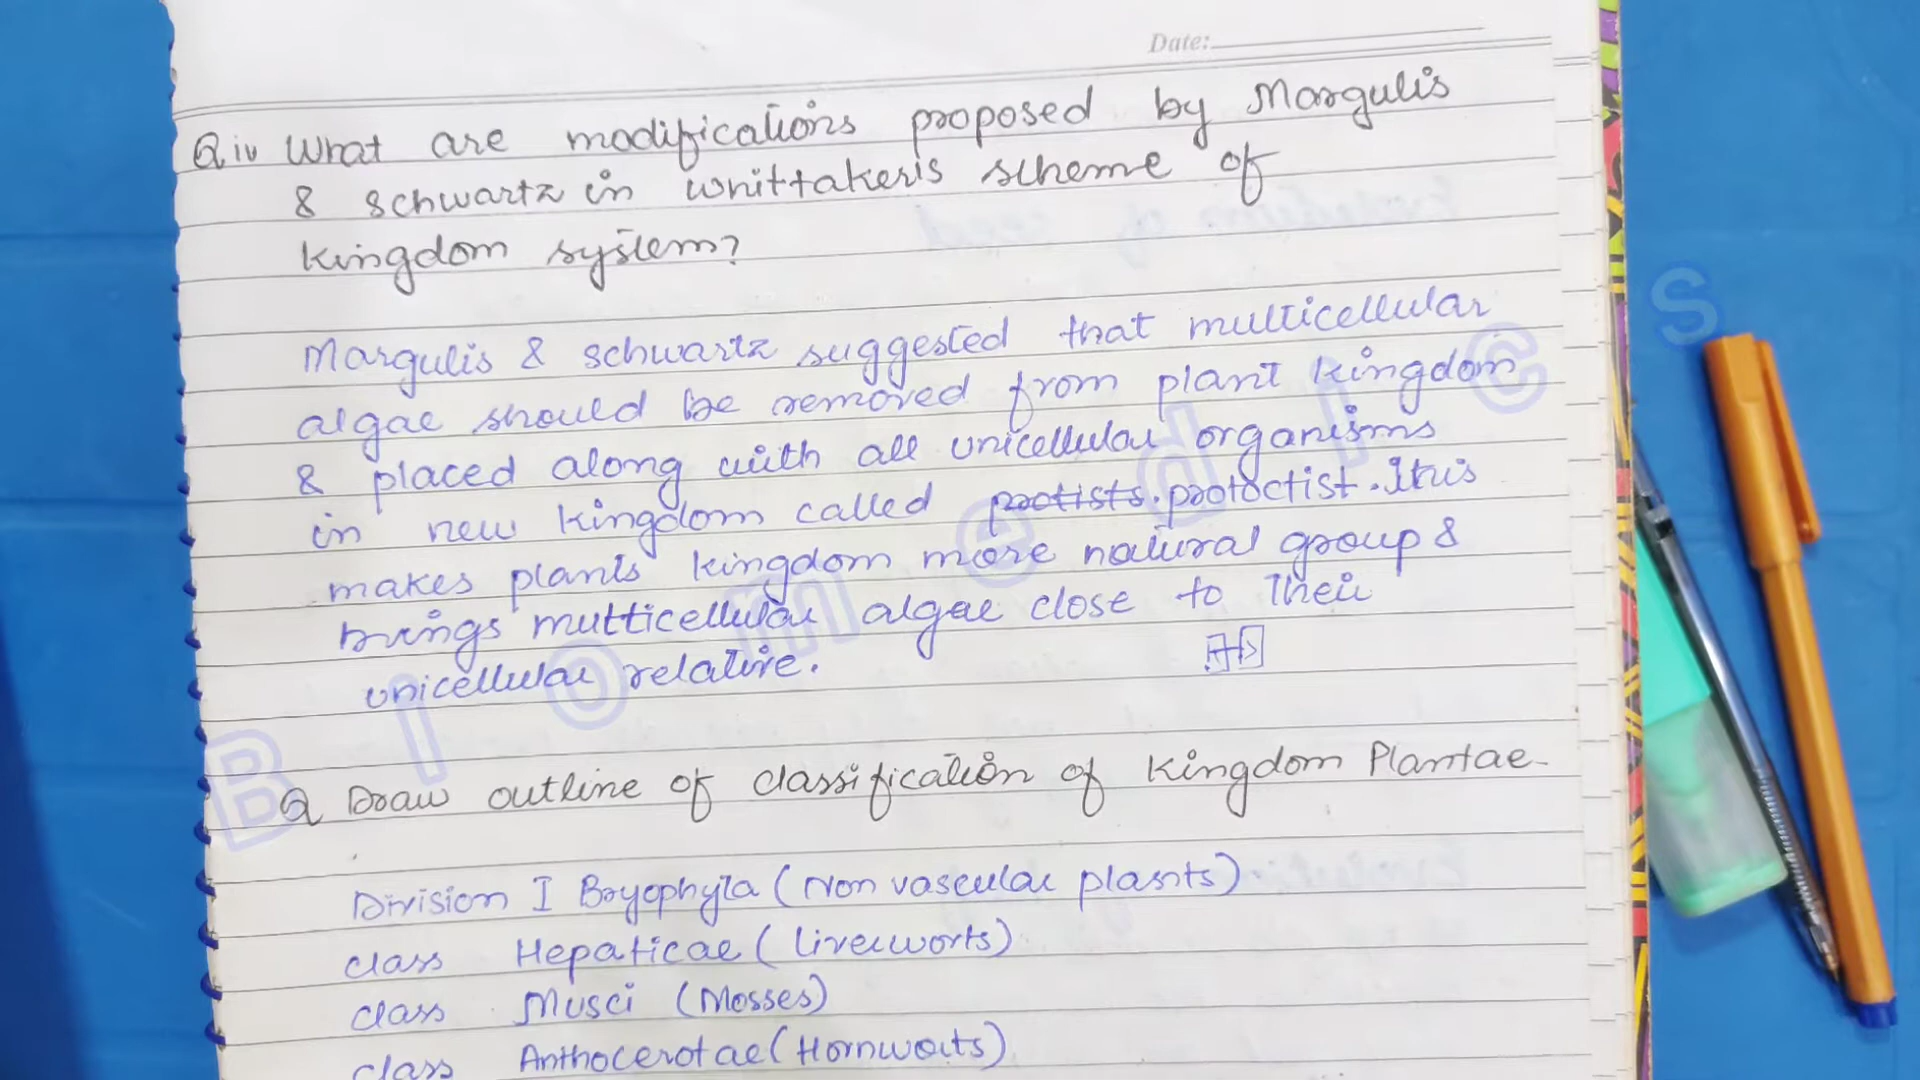 Date:
Q iv What are modifications proposed by Margulis
& schwartz in whittaker's scheme of
kingdom system?
Margulis & schwartz suggested that multicellular
algae should be removed from plant kingdom
& placed along with all unicellular organisms
in new kingdom called protists. protoctist. It is
makes plants kingdom more natural group &
brings multicellular algae close to their
unicellular relative.
Q Draw outline of classification of Kingdom Plantae-
Division I Bryophyta (Non vascular plants)
class Hepaticae (liverworts)
class Musci (Mosses)
class Anthocerotae (Hornworts)
Biomedics